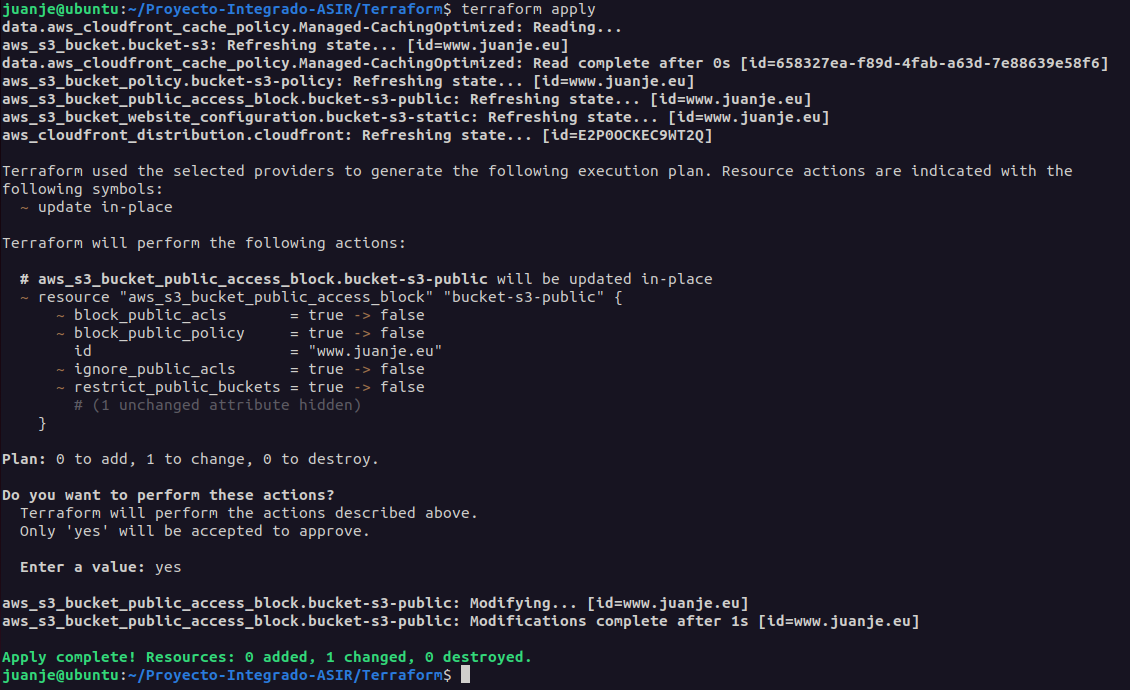 juanje@ubuntu:~/Proyecto-Integrado-ASIR/Terraform$ terraform apply
data.aws_cloudfront_cache_policy.Managed-CachingOptimized: Reading...
aws_s3_bucket.bucket-s3: Refreshing state... [id=www.juanje.eu]
data.aws_cloudfront_cache_policy.Managed-CachingOptimized: Read complete after 0s [id=658327ea-f89d-4fab-a63d-7e88639e58f6]
aws_s3_bucket_policy.bucket-s3-policy: Refreshing state... [id=www.juanje.eu]
aws_s3_bucket_public_access_block.bucket-s3-public: Refreshing state... [id=www.juanje.eu]
aws_s3_bucket_website_configuration.bucket-s3-static: Refreshing state... [id=www.juanje.eu]
aws_cloudfront_distribution.cloudfront: Refreshing state... [id=E2P0OCKEC9WT2Q]

Terraform used the selected providers to generate the following execution plan. Resource actions are indicated with the
following symbols:
  ~ update in-place

Terraform will perform the following actions:

  # aws_s3_bucket_public_access_block.bucket-s3-public will be updated in-place
  ~ resource "aws_s3_bucket_public_access_block" "bucket-s3-public" {
      ~ block_public_acls       = true -> false
      ~ block_public_policy     = true -> false
        id                      = "www.juanje.eu"
      ~ ignore_public_acls      = true -> false
      ~ restrict_public_buckets = true -> false
        # (1 unchanged attribute hidden)
    }

Plan: 0 to add, 1 to change, 0 to destroy.

Do you want to perform these actions?
  Terraform will perform the actions described above.
  Only 'yes' will be accepted to approve.

  Enter a value: yes

aws_s3_bucket_public_access_block.bucket-s3-public: Modifying... [id=www.juanje.eu]
aws_s3_bucket_public_access_block.bucket-s3-public: Modifications complete after 1s [id=www.juanje.eu]

Apply complete! Resources: 0 added, 1 changed, 0 destroyed.
juanje@ubuntu:~/Proyecto-Integrado-ASIR/Terraform$